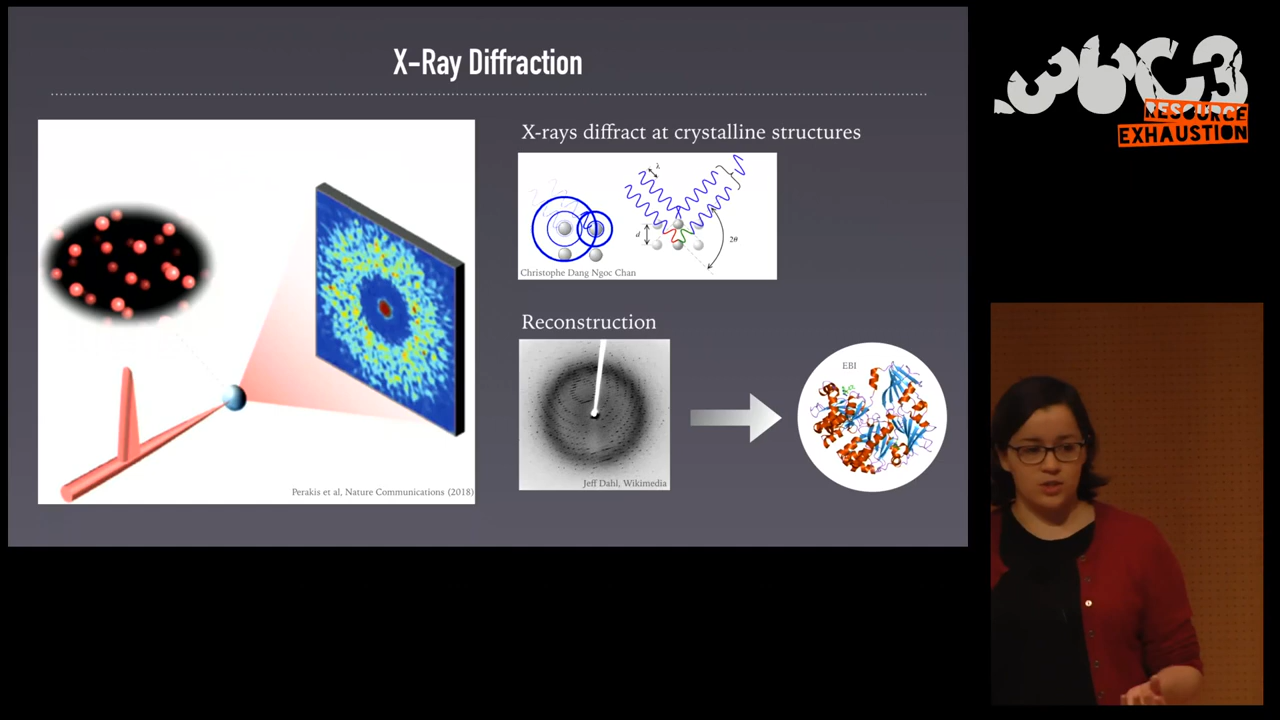 X-Ray Diffraction
X-rays diffract at crystalline structures
λ
d
2θ
Christophe Dang Ngoc Chan
Reconstruction
EBI
Jeff Dahl, Wikimedia
Perakis et al, Nature Communications (2018)
36C3
RESOURCE
EXHAUSTION